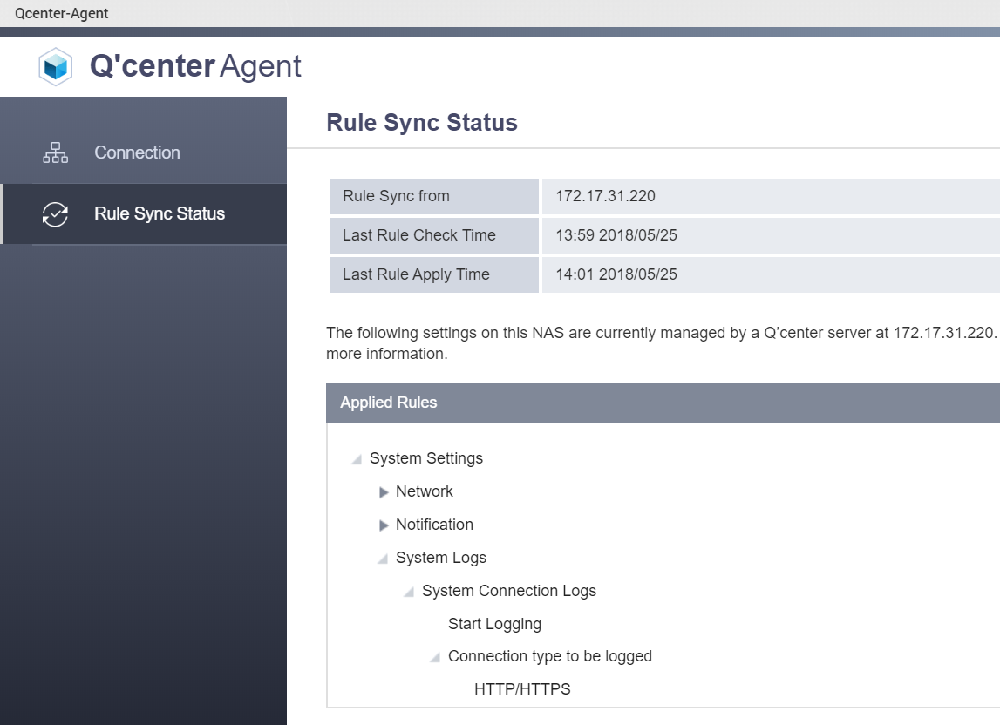 Qcenter-Agent
Q'center Agent
Connection
Rule Sync Status
Rule Sync Status
Rule Sync from 172.17.31.220
Last Rule Check Time 13:59 2018/05/25
Last Rule Apply Time 14:01 2018/05/25
The following settings on this NAS are currently managed by a Q’center server at 172.17.31.220.
more information.
Applied Rules
System Settings
Network
Notification
System Logs
System Connection Logs
Start Logging
Connection type to be logged
HTTP/HTTPS